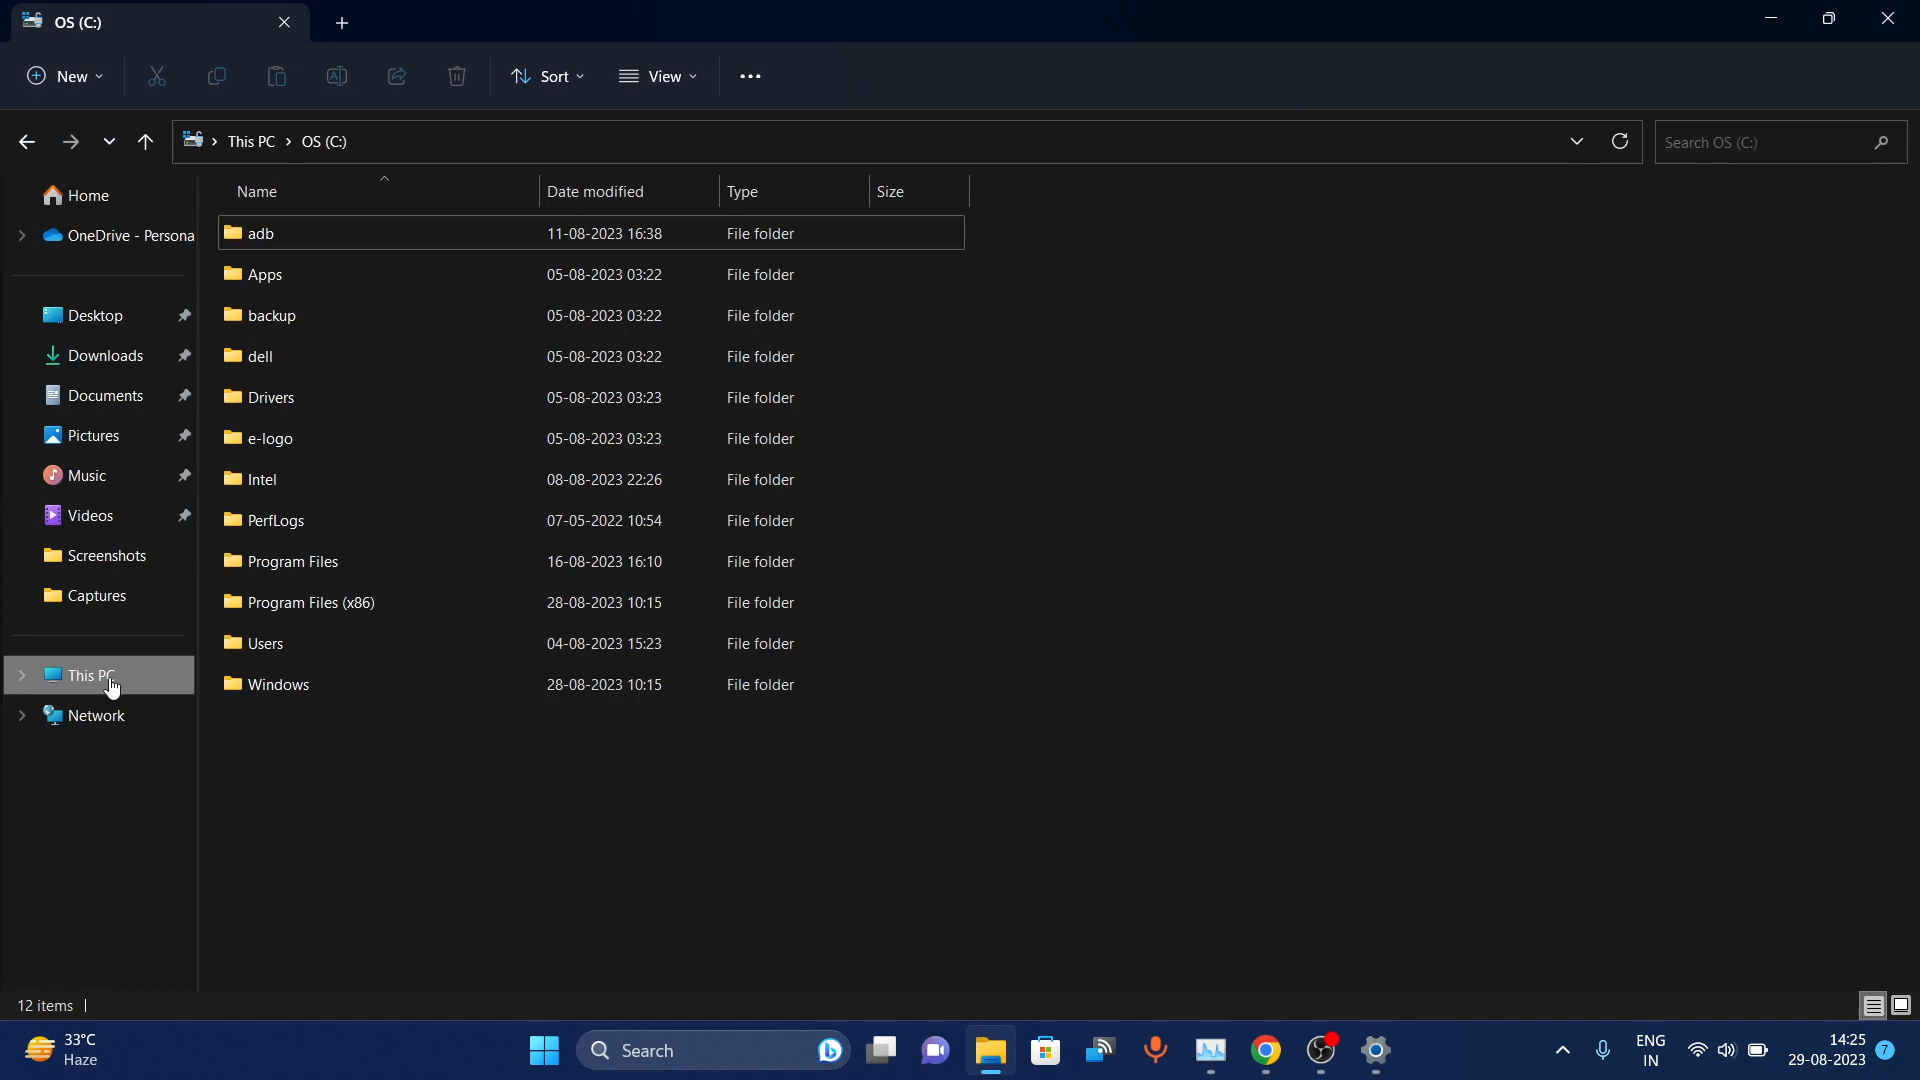 OS (C:)
New
Sort
View
This PC
OS (C:)
Search OS (C:)
Name
Date modified
Type
Size
Home
OneDrive - Persona
Desktop
Downloads
Documents
Pictures
Music
Videos
Screenshots
Captures
This PC
Network
adb 11-08-2023 16:38 File folder
Apps 05-08-2023 03:22 File folder
backup 05-08-2023 03:22 File folder
dell 05-08-2023 03:22 File folder
Drivers 05-08-2023 03:23 File folder
e-logo 05-08-2023 03:23 File folder
Intel 08-08-2023 22:26 File folder
PerfLogs 07-05-2022 10:54 File folder
Program Files 16-08-2023 16:10 File folder
Program Files (x86) 28-08-2023 10:15 File folder
Users 04-08-2023 15:23 File folder
Windows 28-08-2023 10:15 File folder
12 items
33°C
Haze
Search
ENG
IN
14:25
29-08-2023
7